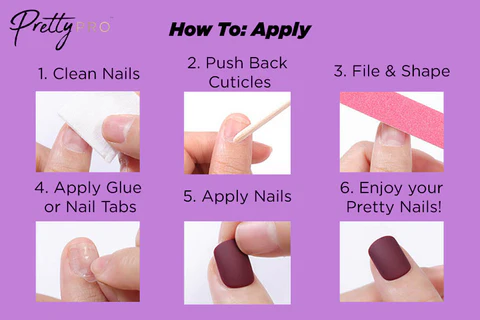 Pretty PRO
How To: Apply
1. Clean Nails
2. Push Back
Cuticles
3. File & Shape
4. Apply Glue
or Nail Tabs
5. Apply Nails
6. Enjoy your
Pretty Nails!